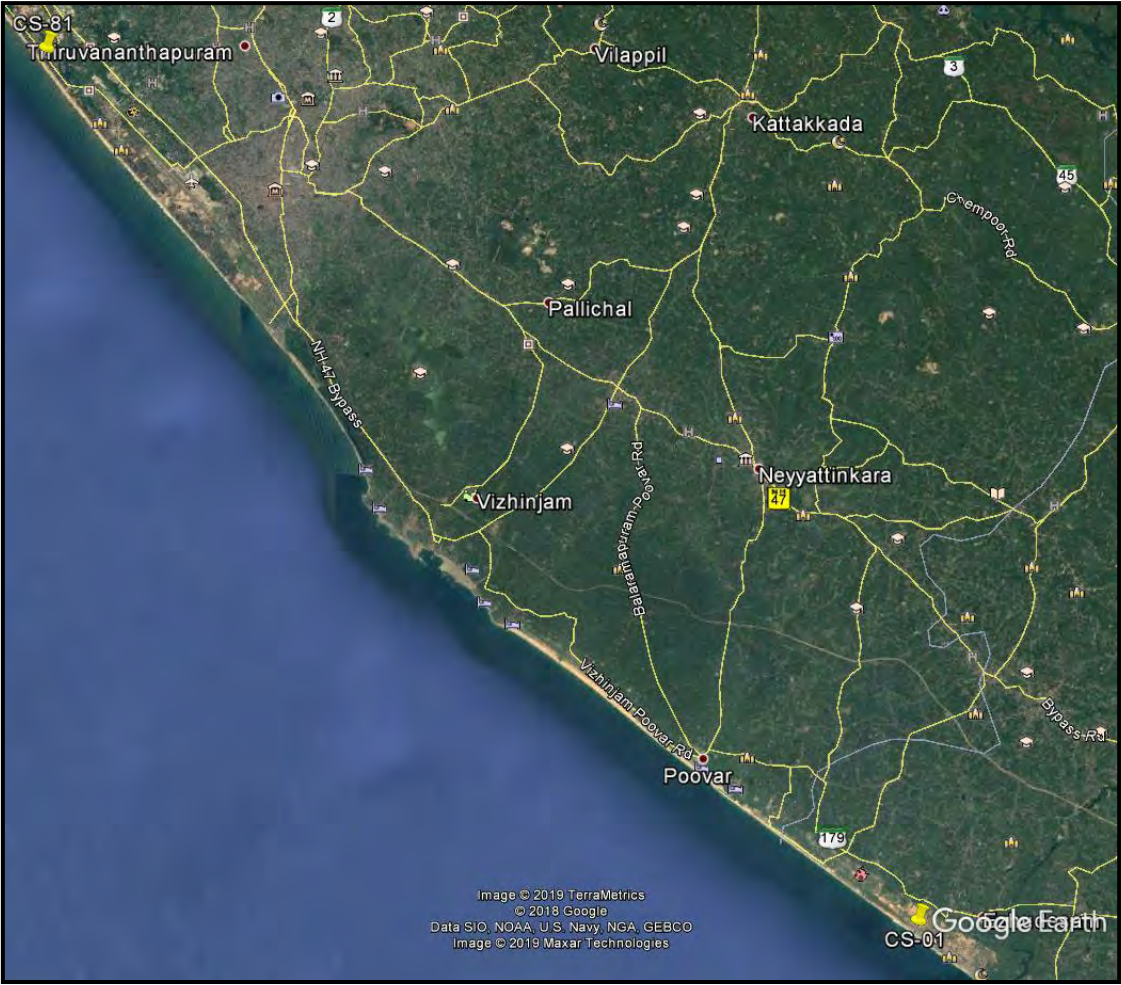 CS-81
2
Thiruvananthapuram
Vilappil
3
Kattakkada
45
Chempoor Rd
Pallichal
NH-47 Bypass
Balaramapuram-Poovar-Rd
Neyyattinkara
47
Vizhinjam
Vizhinjam Poovar Rd
Bypass Rd
Poovar
179
Image © 2019 TerraMetrics
© 2018 Google
Data SIO, NOAA, U.S. Navy, NGA, GEBCO
Image © 2019 Maxar Technologies
Google Earth
CS-01